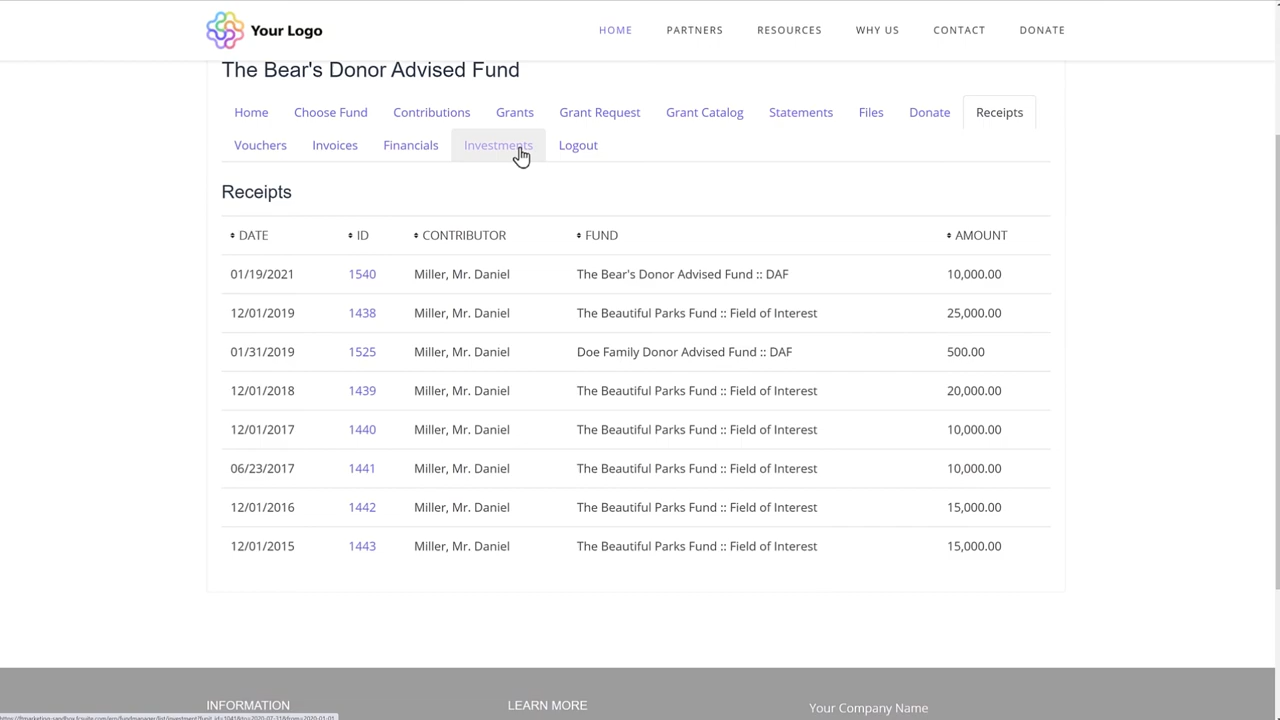 Your Logo
HOME PARTNERS RESOURCES WHY US CONTACT DONATE
The Bear's Donor Advised Fund
Home Choose Fund Contributions Grants Grant Request Grant Catalog Statements Files Donate Receipts
Vouchers Invoices Financials Investments Logout
Receipts
DATE ID CONTRIBUTOR FUND AMOUNT
01/19/2021 1540 Miller, Mr. Daniel The Bear's Donor Advised Fund :: DAF 10,000.00
12/01/2019 1438 Miller, Mr. Daniel The Beautiful Parks Fund :: Field of Interest 25,000.00
01/31/2019 1525 Miller, Mr. Daniel Doe Family Donor Advised Fund :: DAF 500.00
12/01/2018 1439 Miller, Mr. Daniel The Beautiful Parks Fund :: Field of Interest 20,000.00
12/01/2017 1440 Miller, Mr. Daniel The Beautiful Parks Fund :: Field of Interest 10,000.00
06/23/2017 1441 Miller, Mr. Daniel The Beautiful Parks Fund :: Field of Interest 10,000.00
12/01/2016 1442 Miller, Mr. Daniel The Beautiful Parks Fund :: Field of Interest 15,000.00
12/01/2015 1443 Miller, Mr. Daniel The Beautiful Parks Fund :: Field of Interest 15,000.00
INFORMATION LEARN MORE Your Company Name